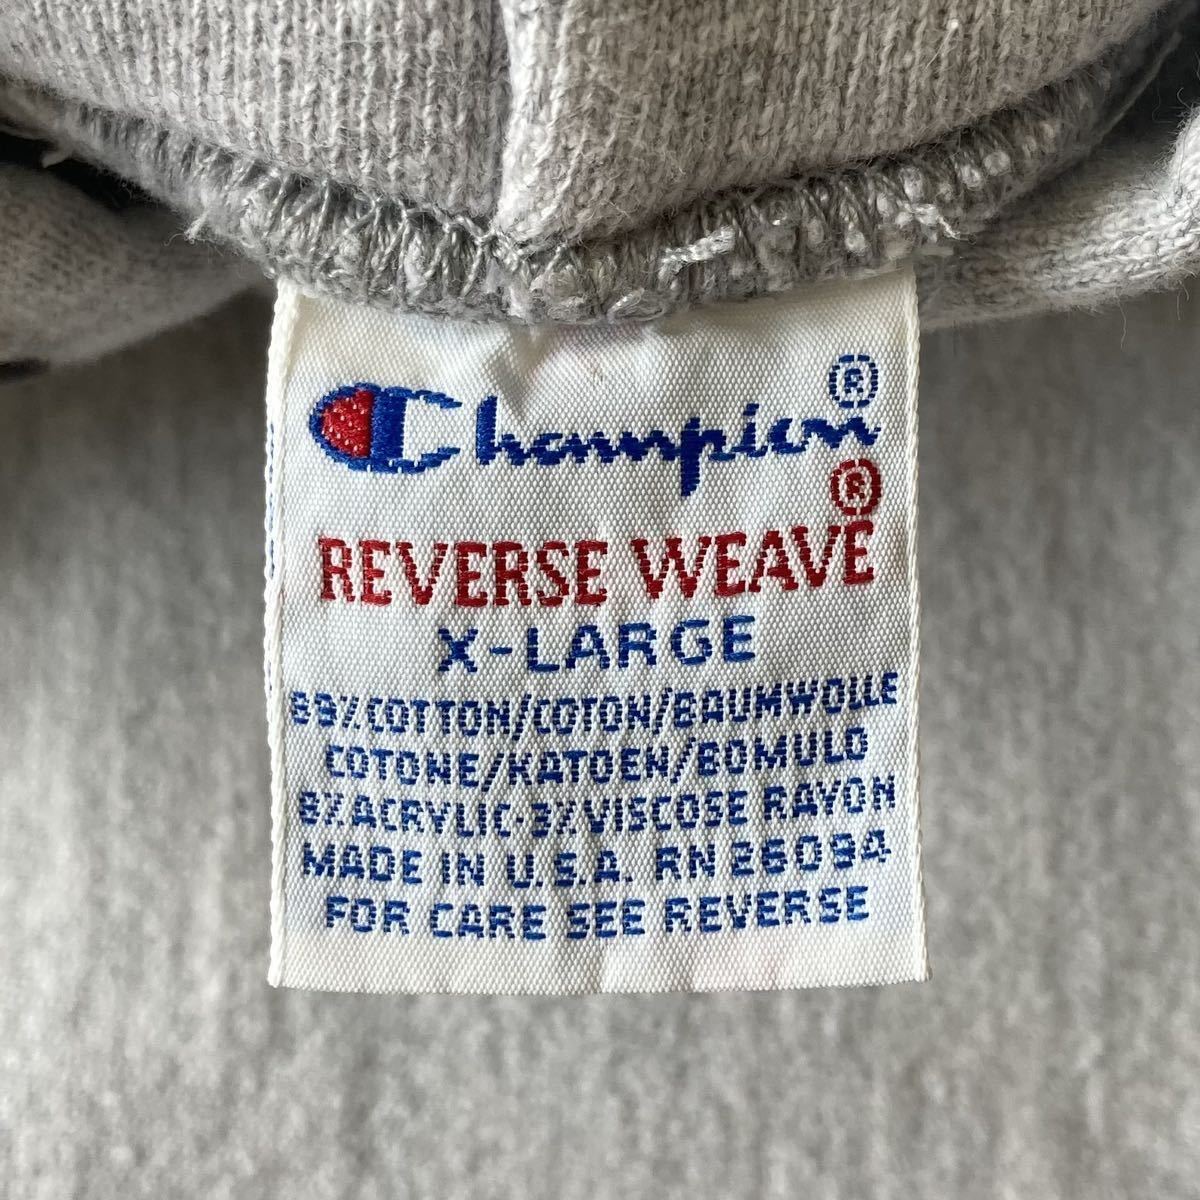 Champion®
REVERSE WEAVE®
X-LARGE
89% COTTON/COTON/BAUMWOLLE
COTONE/KATOEN/BOMULD
8% ACRYLIC·3% VISCOSE RAYON
MADE IN U.S.A. RN 26094
FOR CARE SEE REVERSE